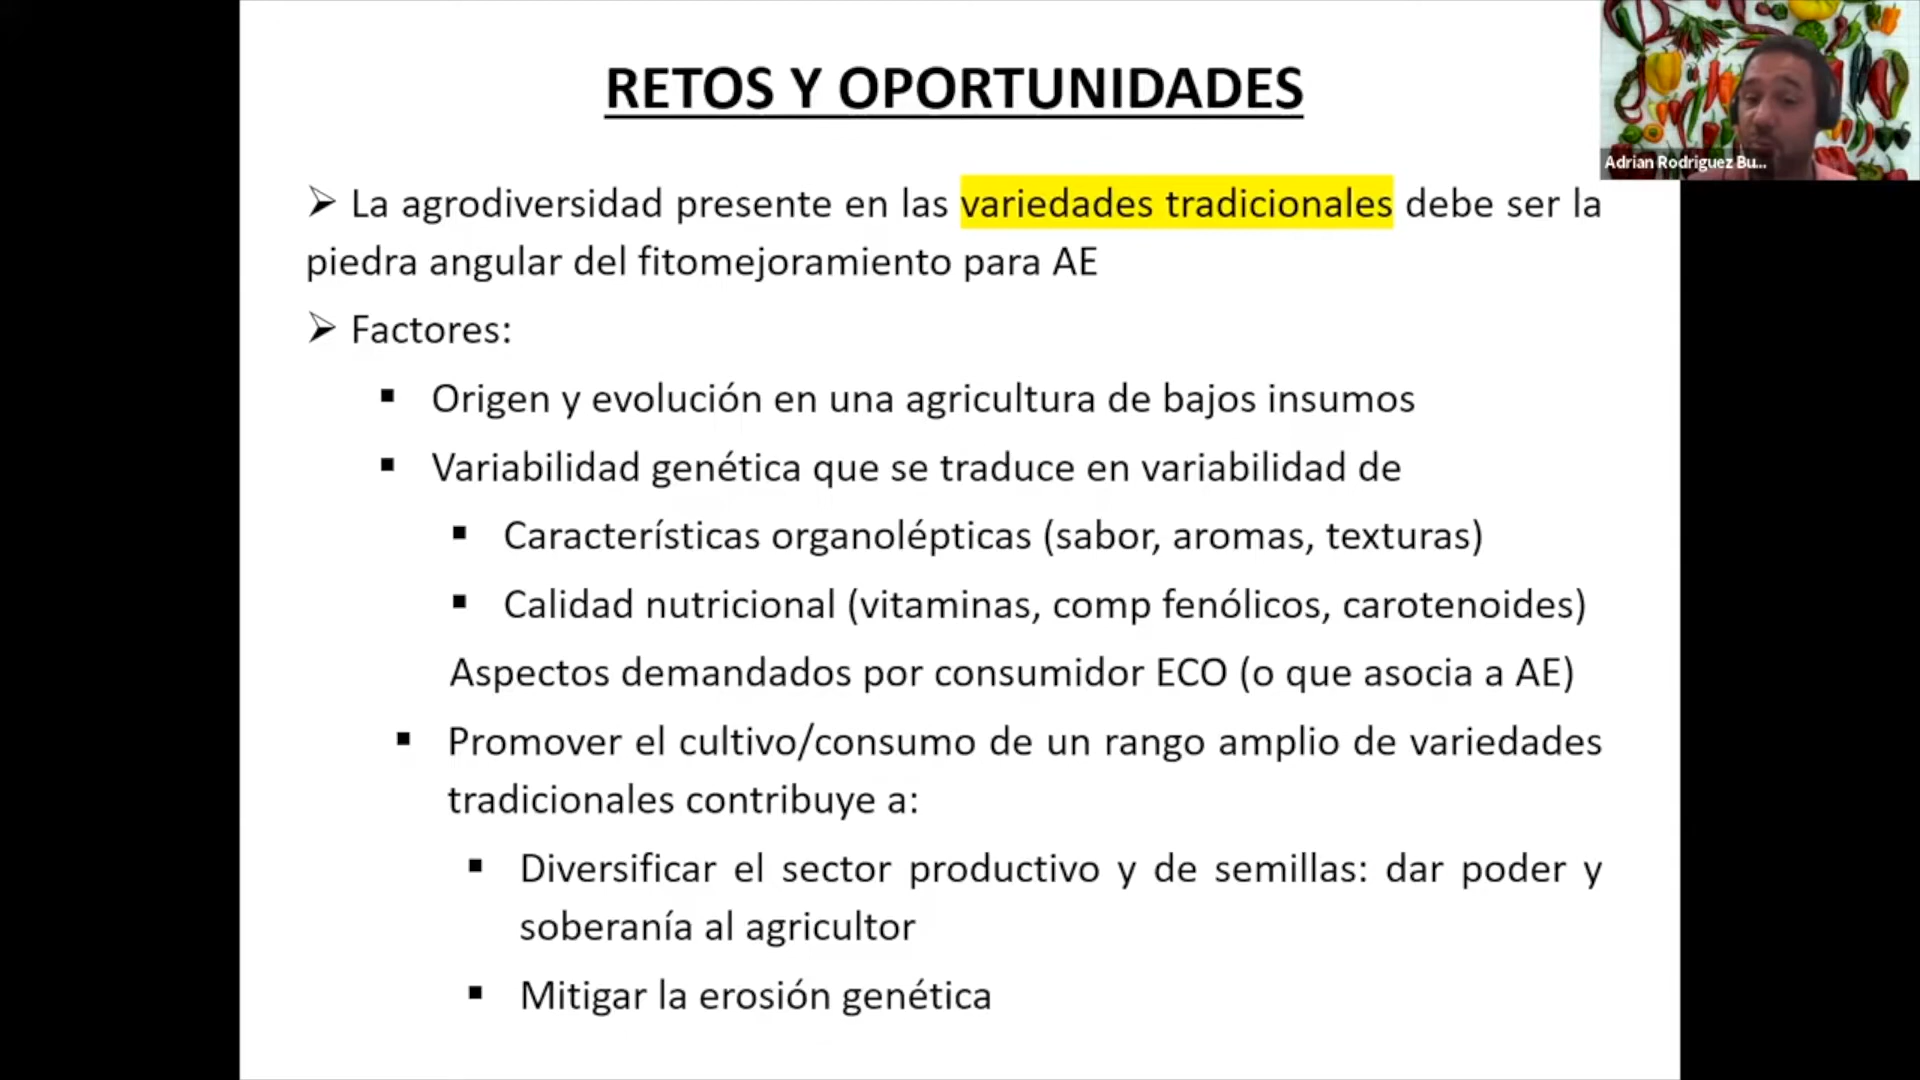 RETOS Y OPORTUNIDADES
Adrian Rodriguez Bu...
➢ La agrodiversidad presente en las variedades tradicionales debe ser la
piedra angular del fitomejoramiento para AE
➢ Factores:
▪ Origen y evolución en una agricultura de bajos insumos
▪ Variabilidad genética que se traduce en variabilidad de
▪ Características organolépticas (sabor, aromas, texturas)
▪ Calidad nutricional (vitaminas, comp fenólicos, carotenoides)
Aspectos demandados por consumidor ECO (o que asocia a AE)
▪ Promover el cultivo/consumo de un rango amplio de variedades
tradicionales contribuye a:
▪ Diversificar el sector productivo y de semillas: dar poder y
soberanía al agricultor
▪ Mitigar la erosión genética